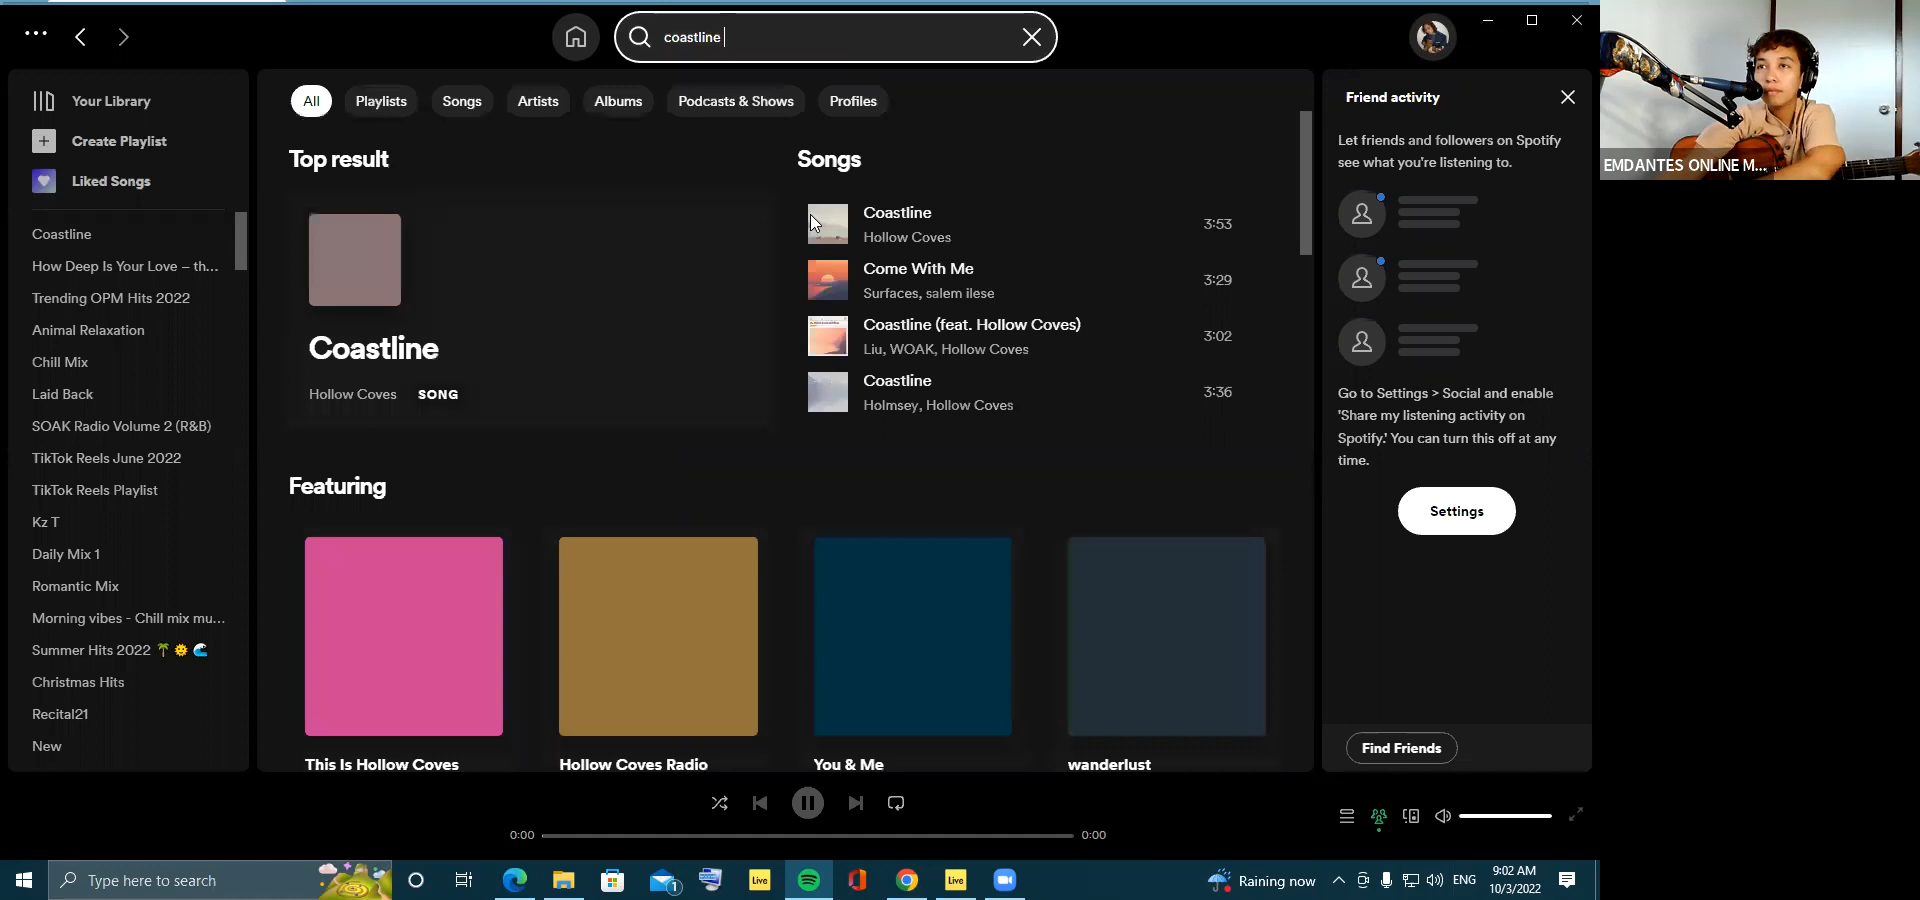 coastline
Your Library
Create Playlist
Liked Songs
Coastline
How Deep Is Your Love – th...
Trending OPM Hits 2022
Animal Relaxation
Chill Mix
Laid Back
SOAK Radio Volume 2 (R&B)
TikTok Reels June 2022
TikTok Reels Playlist
Kz T
Daily Mix 1
Romantic Mix
Morning vibes - Chill mix mu...
Summer Hits 2022 🌴 🌞 🌊
Christmas Hits
Recital21
New
All
Playlists
Songs
Artists
Albums
Podcasts & Shows
Profiles
Top result
Coastline
Hollow Coves SONG
Songs
Coastline
Hollow Coves
3:53
Come With Me
Surfaces, salem ilese
3:29
Coastline (feat. Hollow Coves)
Liu, WOAK, Hollow Coves
3:02
Coastline
Holmsey, Hollow Coves
3:36
Featuring
This Is Hollow Coves
Hollow Coves Radio
You & Me
wanderlust
Friend activity
Let friends and followers on Spotify
see what you're listening to.
Go to Settings > Social and enable
'Share my listening activity on
Spotify.' You can turn this off at any
time.
Settings
Find Friends
EMDANTES ONLINE M...
0:00
0:00
Type here to search
1
Live
Live
Raining now
ENG
9:02 AM
10/3/2022